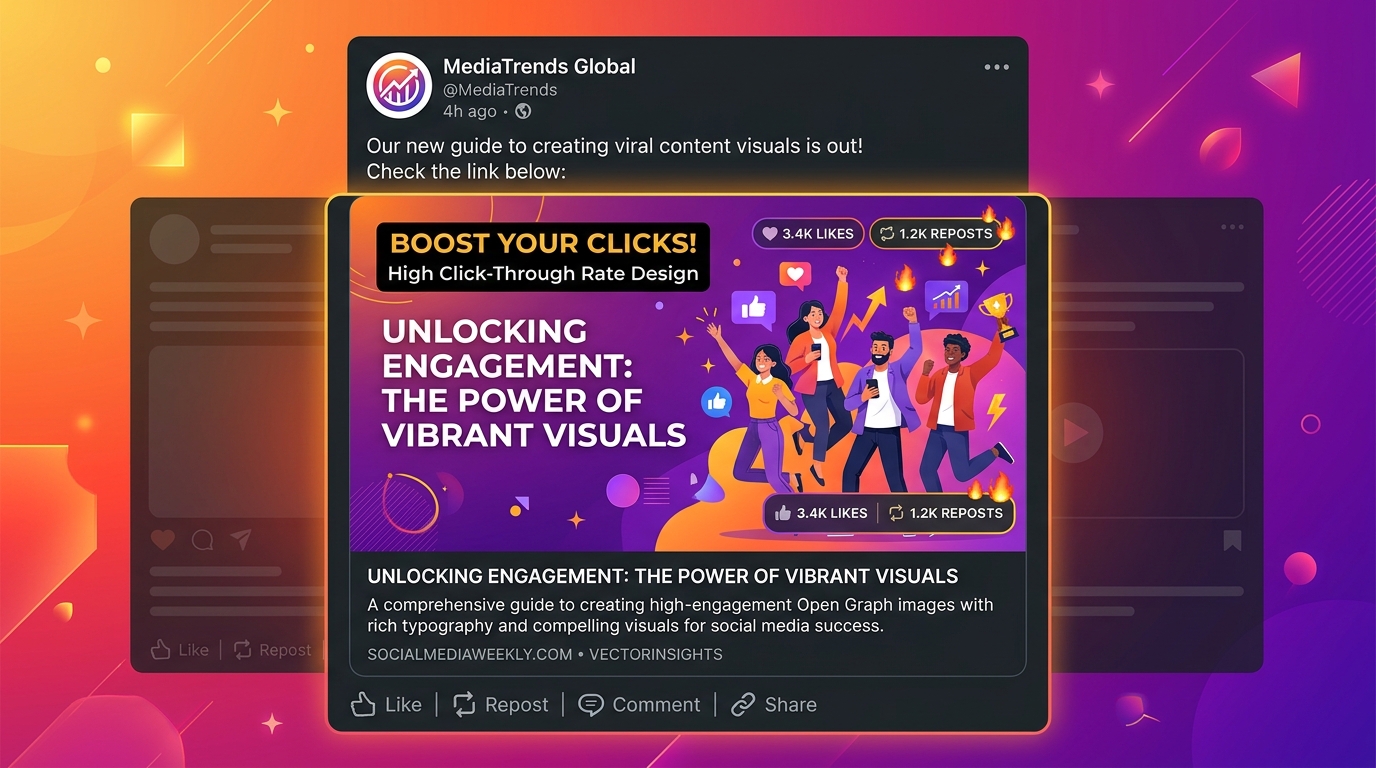 MediaTrends Global
@MediaTrends
4h ago •
Our new guide to creating viral content visuals is out!
Check the link below:
BOOST YOUR CLICKS!
High Click-Through Rate Design
3.4K LIKES
1.2K REPOSTS
UNLOCKING
ENGAGEMENT:
THE POWER OF
VIBRANT VISUALS
3.4K LIKES | 1.2K REPOSTS
UNLOCKING ENGAGEMENT: THE POWER OF VIBRANT VISUALS
A comprehensive guide to creating high-engagement Open Graph images with
rich typography and compelling visuals for social media success.
SOCIALMEDIAWEEKLY.COM • VECTORINSIGHTS
Like | Repost
Like | Repost | Comment | Share